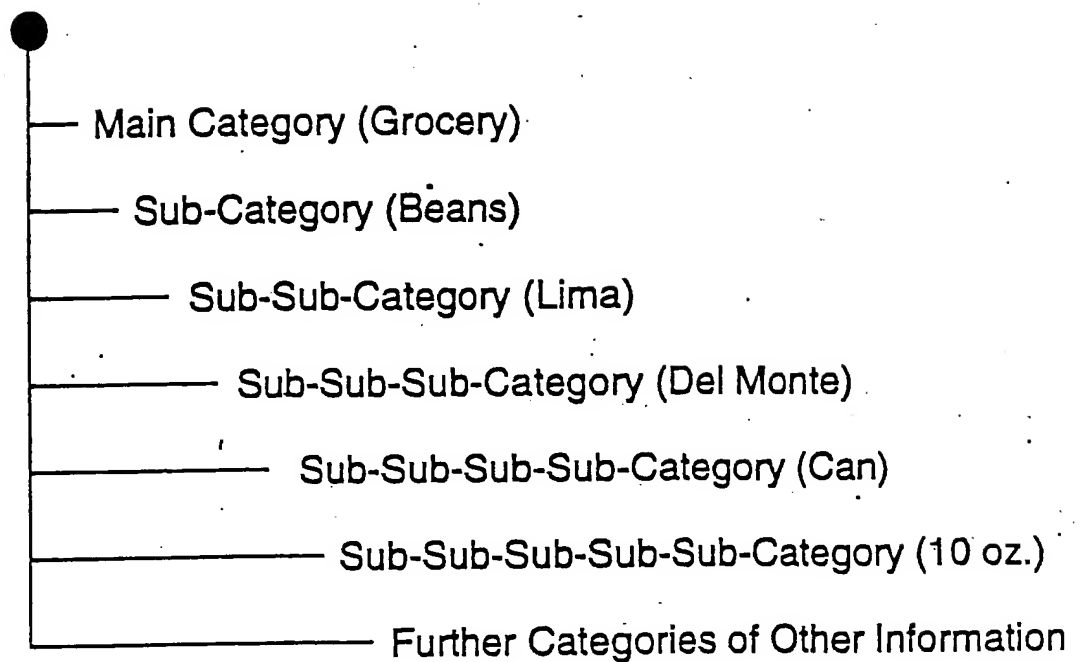 Main Category (Grocery)
Sub-Category (Beans)
Sub-Sub-Category (Lima)
Sub-Sub-Sub-Category (Del Monte)
Sub-Sub-Sub-Sub-Category (Can)
Sub-Sub-Sub-Sub-Sub-Category (10 oz.)
Further Categories of Other Information